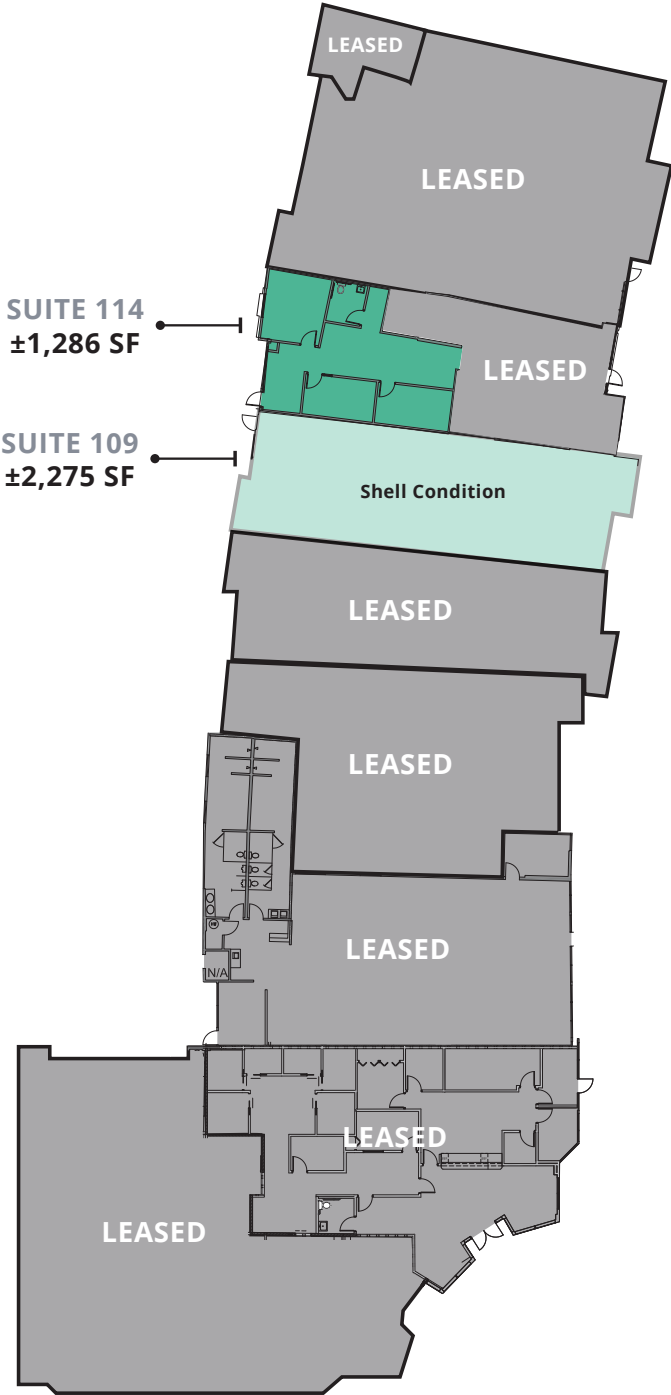 LEASED
LEASED
SUITE 114
±1,286 SF
LEASED
SUITE 109
±2,275 SF
Shell Condition
LEASED
LEASED
LEASED
N/A
LEASED
LEASED